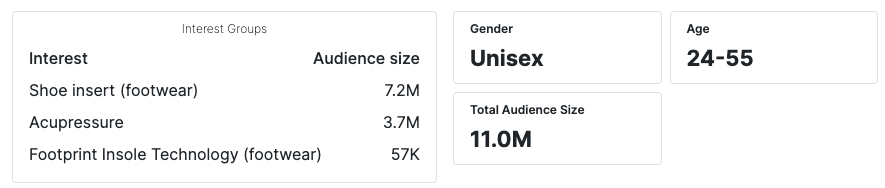 Interest Groups
Interest Audience size
Shoe insert (footwear) 7.2M
Acupressure 3.7M
Footprint Insole Technology (footwear) 57K
Gender
Unisex
Age
24-55
Total Audience Size
11.0M